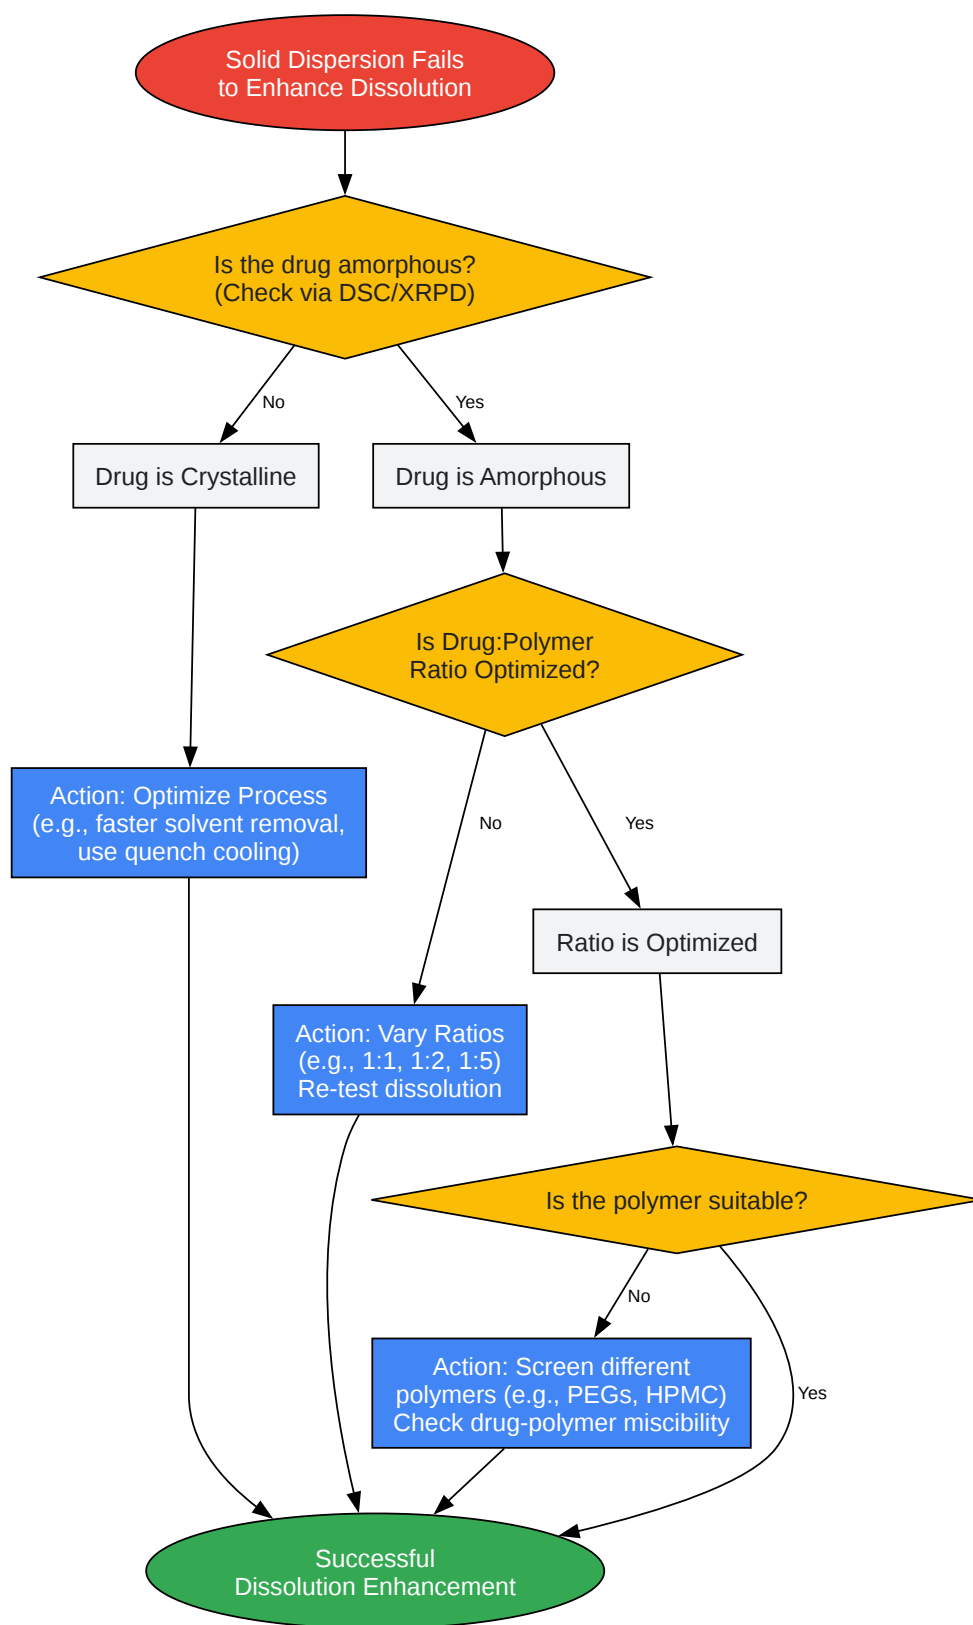 Solid Dispersion Fails
to Enhance Dissolution
Is the drug amorphous?
(Check via DSC/XRPD)
No
Yes
Drug is Crystalline
Drug is Amorphous
Is Drug:Polymer
Ratio Optimized?
Action: Optimize Process
(e.g., faster solvent removal,
use quench cooling)
No
Yes
Ratio is Optimized
Action: Vary Ratios
(e.g., 1:1, 1:2, 1:5)
Re-test dissolution
Is the polymer suitable?
No
Action: Screen different
polymers (e.g., PEGs, HPMC)
Check drug-polymer miscibility
Yes
Successful
Dissolution Enhancement